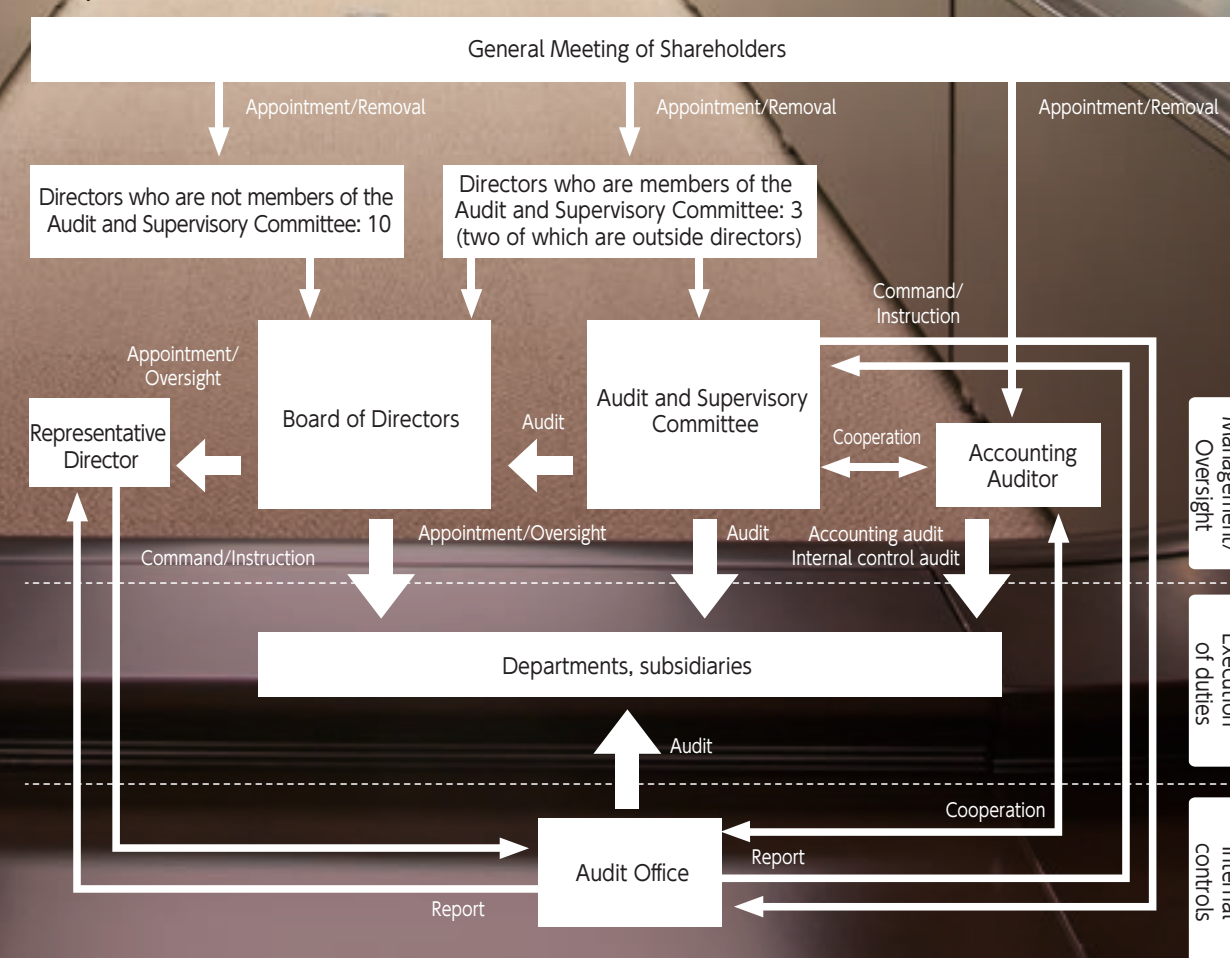 General Meeting of Shareholders
Appointment/Removal
Appointment/Removal
Appointment/Removal
Directors who are not members of the
Audit and Supervisory Committee: 10
Directors who are members of the
Audit and Supervisory Committee: 3
(two of which are outside directors)
Command/
Instruction
Appointment/
Oversight
Board of Directors
Audit and Supervisory
Committee
Representative
Director
Audit
Cooperation
Accounting
Auditor
Management/
Oversight
Appointment/Oversight
Audit
Accounting audit
Internal control audit
Command/Instruction
Departments, subsidiaries
Execution
of duties
Audit
Cooperation
Audit Office
Report
Report
Internal
controls